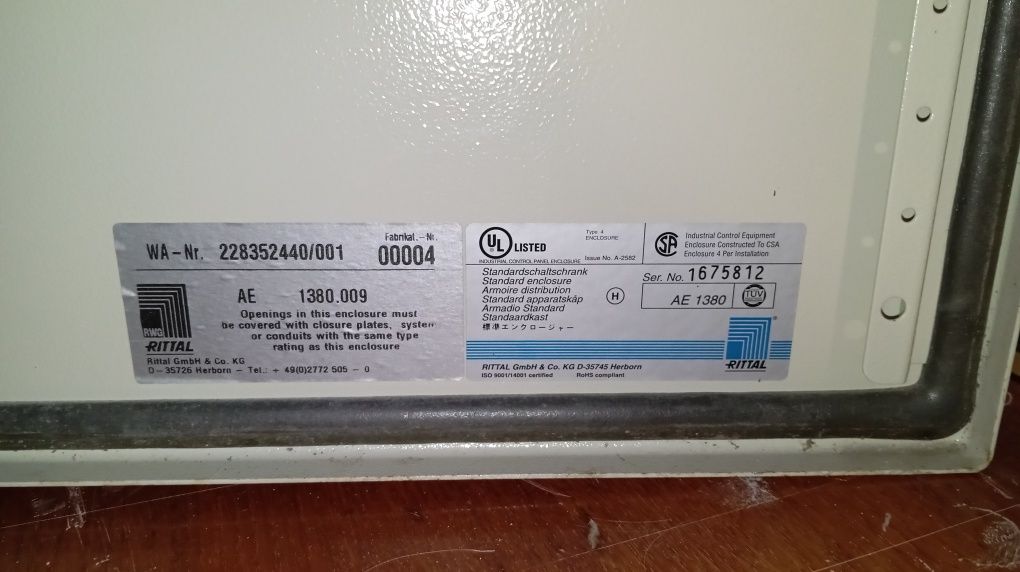 WA-Nr. 228352440/001
Fabrikat.-Nr.
00004
AE 1380.009
Openings in this enclosure must
be covered with closure plates, system
or conduits with the same type
rating as this enclosure
RWG
RITTAL
Rittal GmbH & Co. KG
D-35726 Herborn - Tel.: + 49(0)2772 505 - 0
UL LISTED
Type 4
ENCLOSURE
INDUSTRIAL CONTROL PANEL ENCLOSURE
Issue No. A-2582
SA Industrial Control Equipment
Enclosure Constructed To CSA
Enclosure 4 Per Installation
Standardschaltschrank
Standard enclosure
Armoire distribution
Standard apparatskåp
Armadio Standard
Standaardkast
標準エンクロージャー
H
Ser. No. 1675812
AE 1380
TÜV
RITTAL
RITTAL GmbH & Co. KG D-35745 Herborn
ISO 9001/14001 certified RoHS compliant